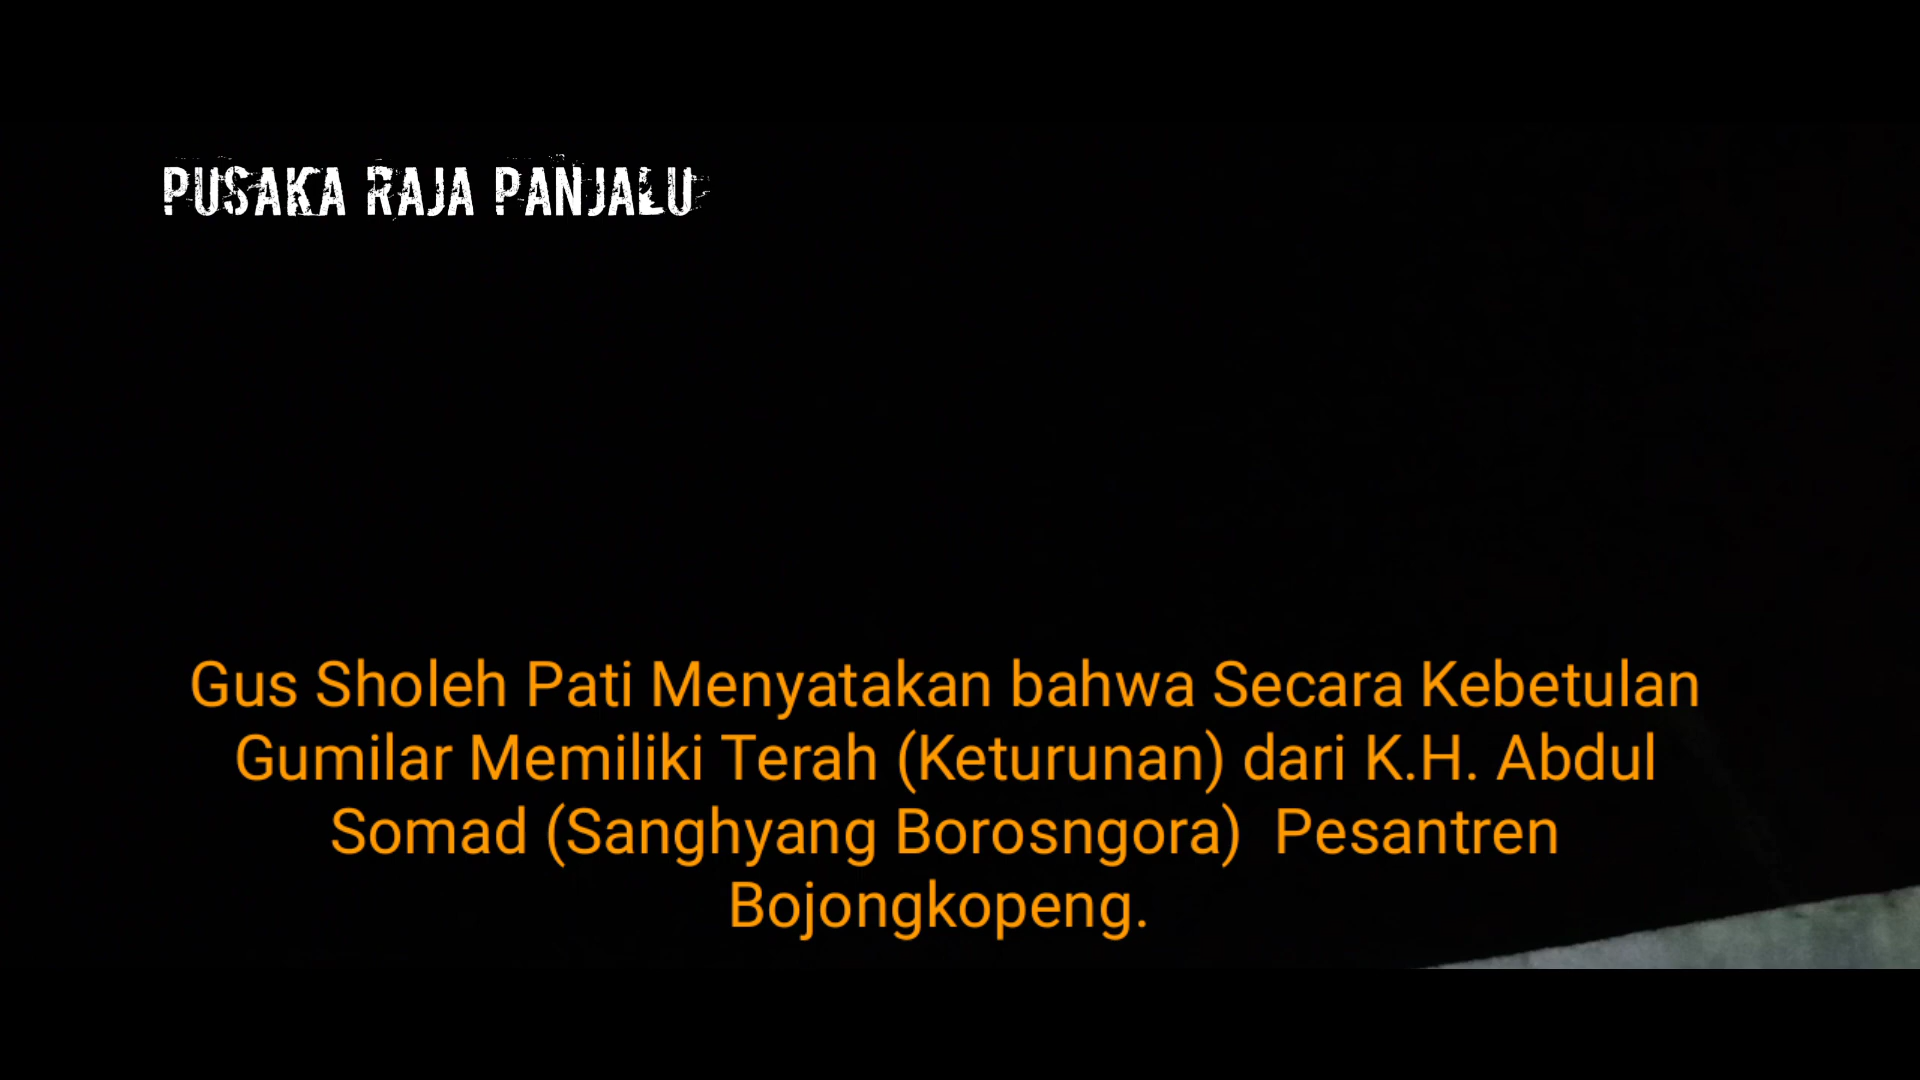 PUSAKA RAJA PANJALU
Gus Sholeh Pati Menyatakan bahwa Secara Kebetulan
Gumilar Memiliki Terah (Keturunan) dari K.H. Abdul
Somad (Sanghyang Borosngora) Pesantren
Bojongkopeng.